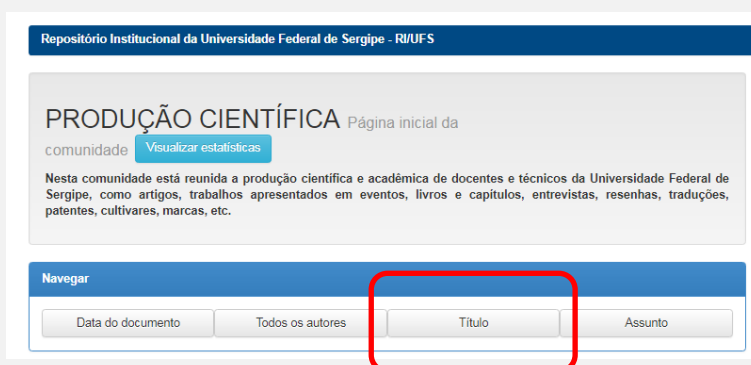 Repositório Institucional da Universidade Federal de Sergipe - RI/UFS
PRODUÇÃO CIENTÍFICA Página inicial da
comunidade Visualizar estatísticas
Nesta comunidade está reunida a produção científica e acadêmica de docentes e técnicos da Universidade Federal de
Sergipe, como artigos, trabalhos apresentados em eventos, livros e capítulos, entrevistas, resenhas, traduções,
patentes, cultivares, marcas, etc.
Navegar
Data do documento Todos os autores Título Assunto